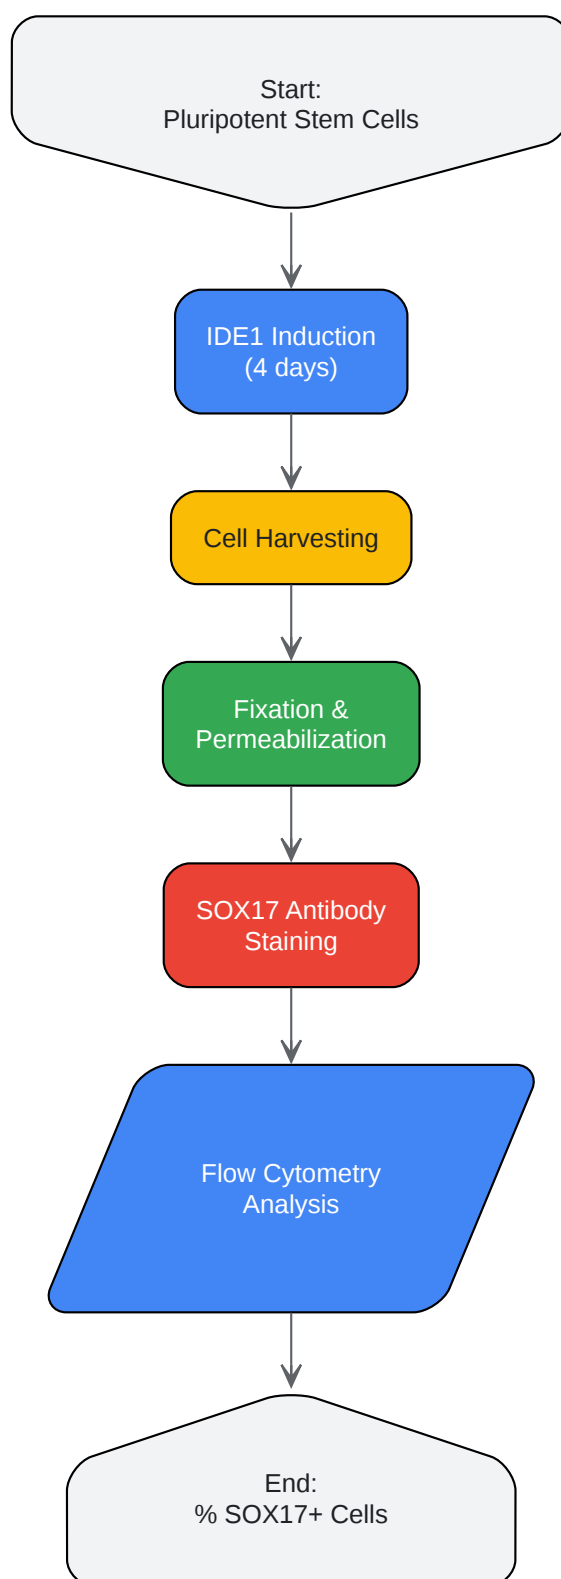 Start:
Pluripotent Stem Cells
IDE1 Induction
(4 days)
Cell Harvesting
Fixation &
Permeabilization
SOX17 Antibody
Staining
Flow Cytometry
Analysis
End:
% SOX17+ Cells